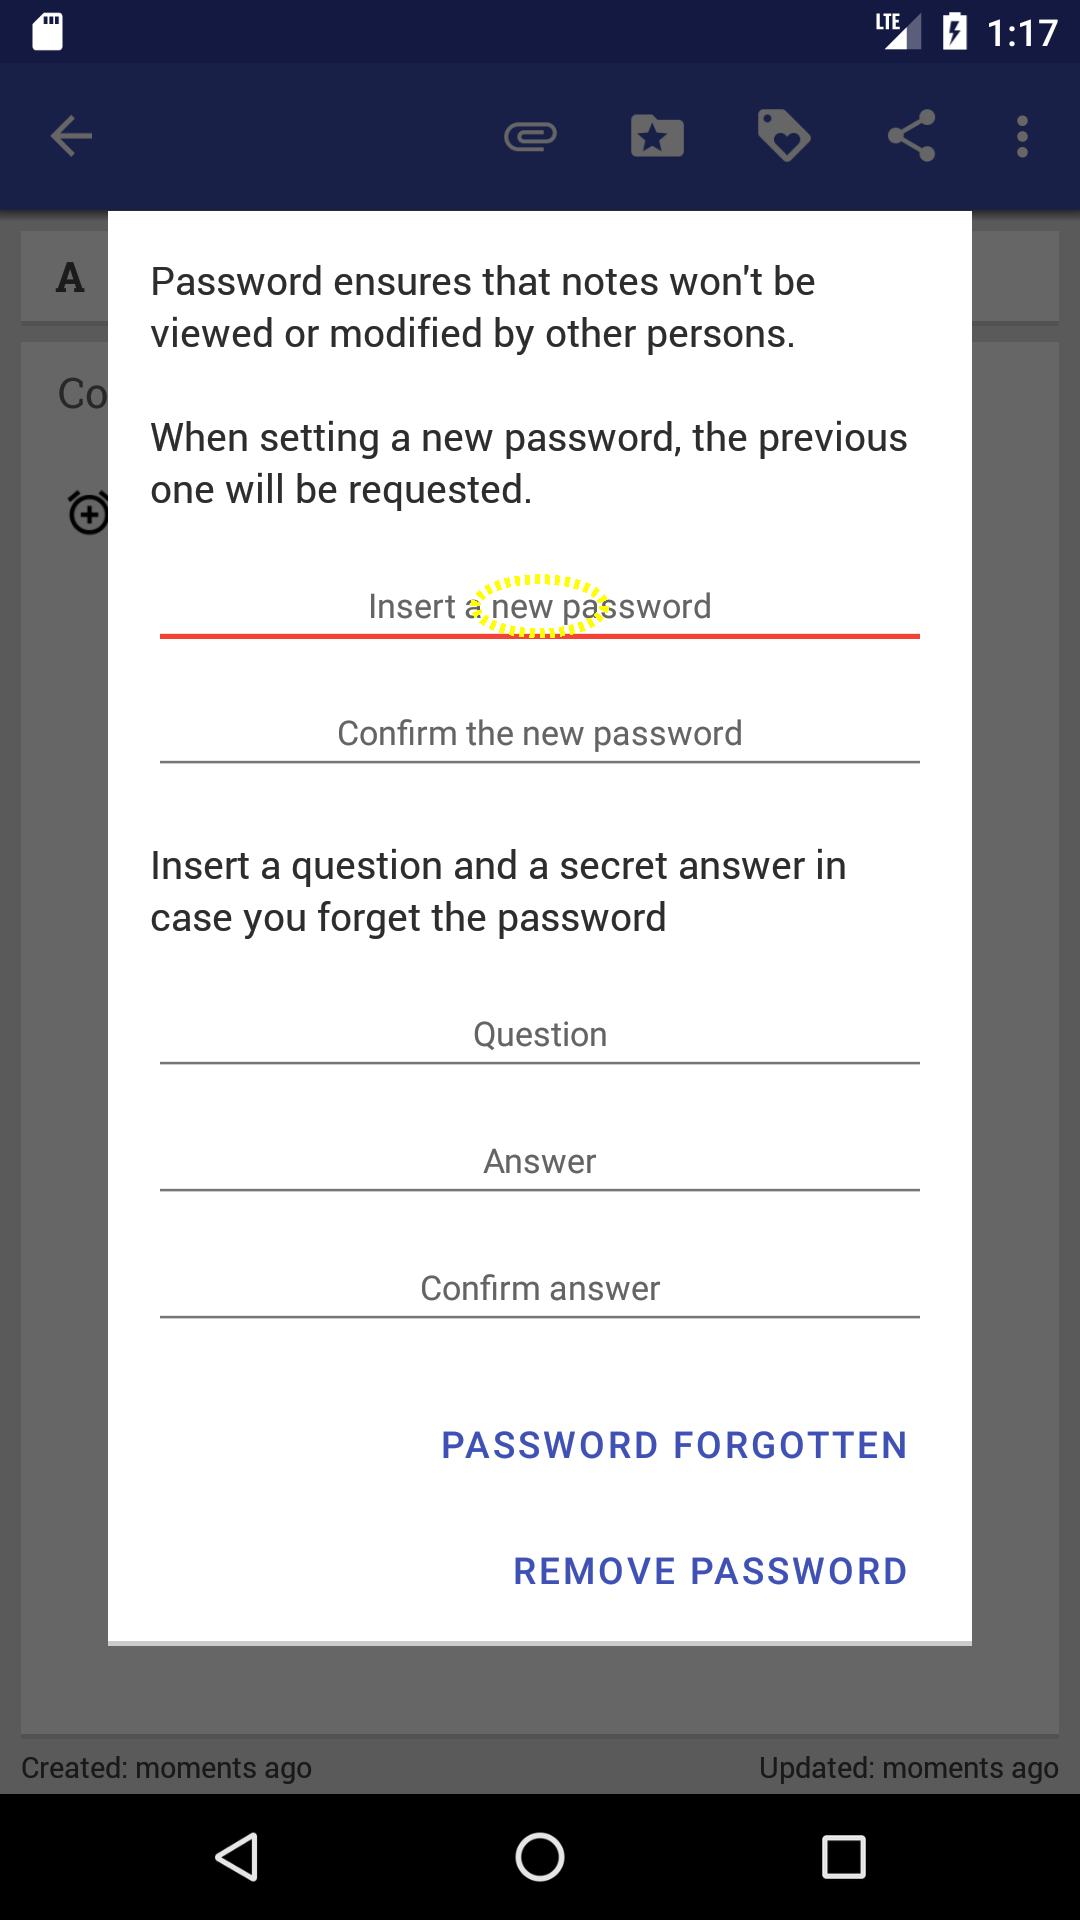 LTE 1:17
A
Password ensures that notes won't be
viewed or modified by other persons.
Co
When setting a new password, the previous
one will be requested.
Insert a new password
Confirm the new password
Insert a question and a secret answer in
case you forget the password
Question
Answer
Confirm answer
PASSWORD FORGOTTEN
REMOVE PASSWORD
Created: moments ago Updated: moments ago